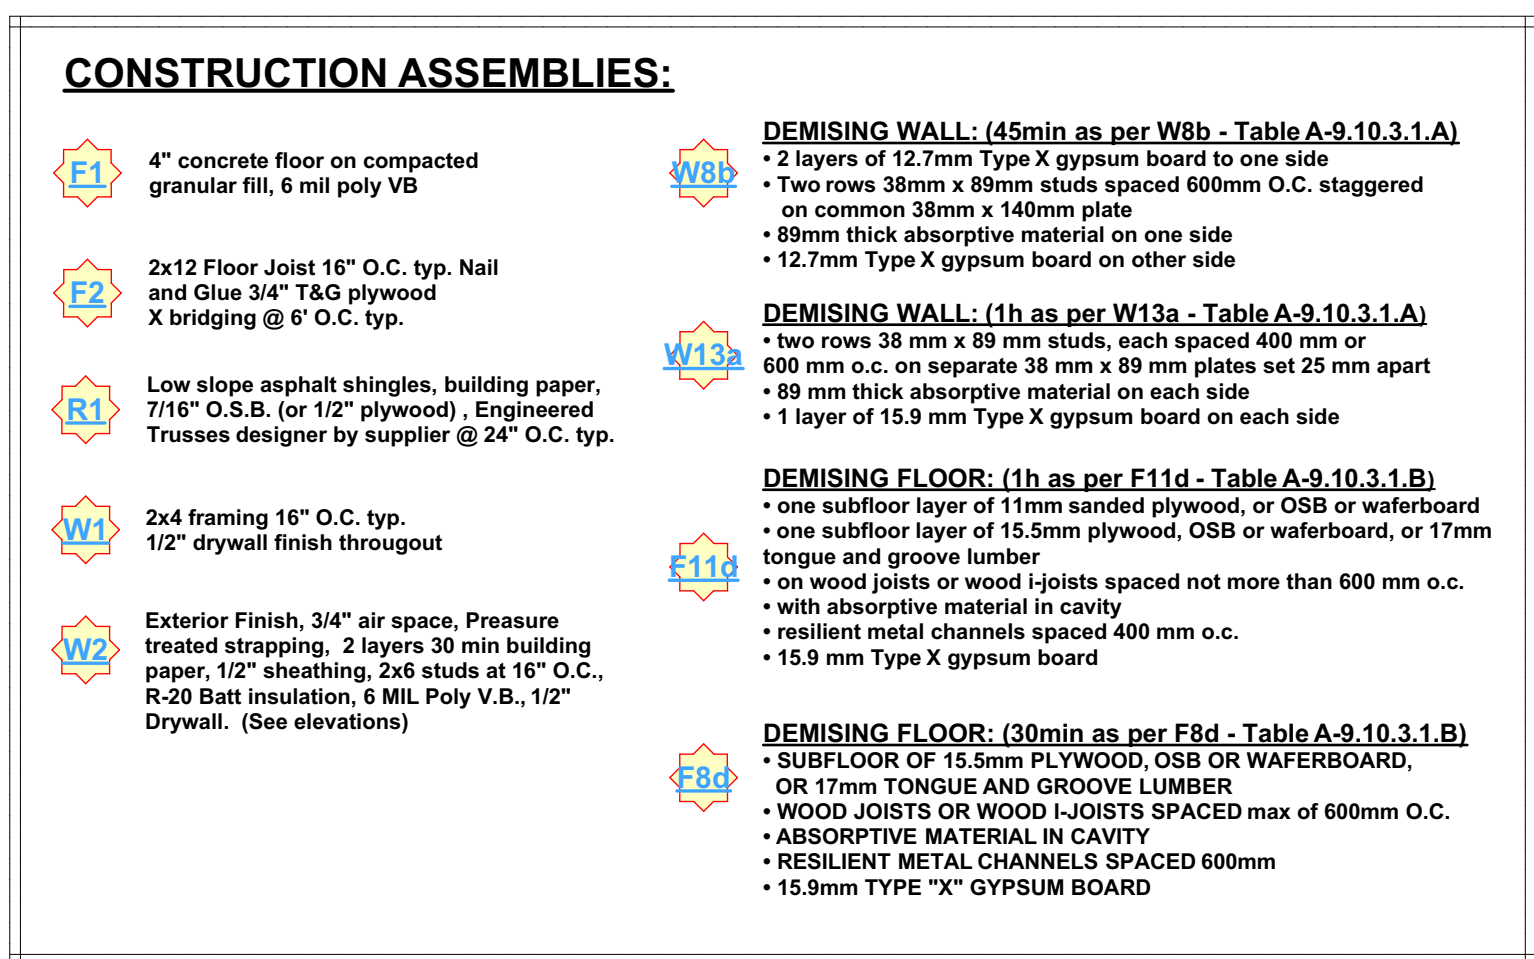 CONSTRUCTION ASSEMBLIES:
F1
4" concrete floor on compacted
granular fill, 6 mil poly VB
F2
2x12 Floor Joist 16" O.C. typ. Nail
and Glue 3/4" T&G plywood
X bridging @ 6' O.C. typ.
R1
Low slope asphalt shingles, building paper,
7/16" O.S.B. (or 1/2" plywood) , Engineered
Trusses designer by supplier @ 24" O.C. typ.
W1
2x4 framing 16" O.C. typ.
1/2" drywall finish througout
W2
Exterior Finish, 3/4" air space, Preasure
treated strapping, 2 layers 30 min building
paper, 1/2" sheathing, 2x6 studs at 16" O.C.,
R-20 Batt insulation, 6 MIL Poly V.B., 1/2"
Drywall. (See elevations)
W8b
DEMISING WALL: (45min as per W8b - Table A-9.10.3.1.A)
• 2 layers of 12.7mm Type X gypsum board to one side
• Two rows 38mm x 89mm studs spaced 600mm O.C. staggered
on common 38mm x 140mm plate
• 89mm thick absorptive material on one side
• 12.7mm Type X gypsum board on other side
W13a
DEMISING WALL: (1h as per W13a - Table A-9.10.3.1.A)
• two rows 38 mm x 89 mm studs, each spaced 400 mm or
600 mm o.c. on separate 38 mm x 89 mm plates set 25 mm apart
• 89 mm thick absorptive material on each side
• 1 layer of 15.9 mm Type X gypsum board on each side
F11d
DEMISING FLOOR: (1h as per F11d - Table A-9.10.3.1.B)
• one subfloor layer of 11mm sanded plywood, or OSB or waferboard
• one subfloor layer of 15.5mm plywood, OSB or waferboard, or 17mm
tongue and groove lumber
• on wood joists or wood i-joists spaced not more than 600 mm o.c.
• with absorptive material in cavity
• resilient metal channels spaced 400 mm o.c.
• 15.9 mm Type X gypsum board
F8d
DEMISING FLOOR: (30min as per F8d - Table A-9.10.3.1.B)
• SUBFLOOR OF 15.5mm PLYWOOD, OSB OR WAFERBOARD,
OR 17mm TONGUE AND GROOVE LUMBER
• WOOD JOISTS OR WOOD I-JOISTS SPACED max of 600mm O.C.
• ABSORPTIVE MATERIAL IN CAVITY
• RESILIENT METAL CHANNELS SPACED 600mm
• 15.9mm TYPE "X" GYPSUM BOARD